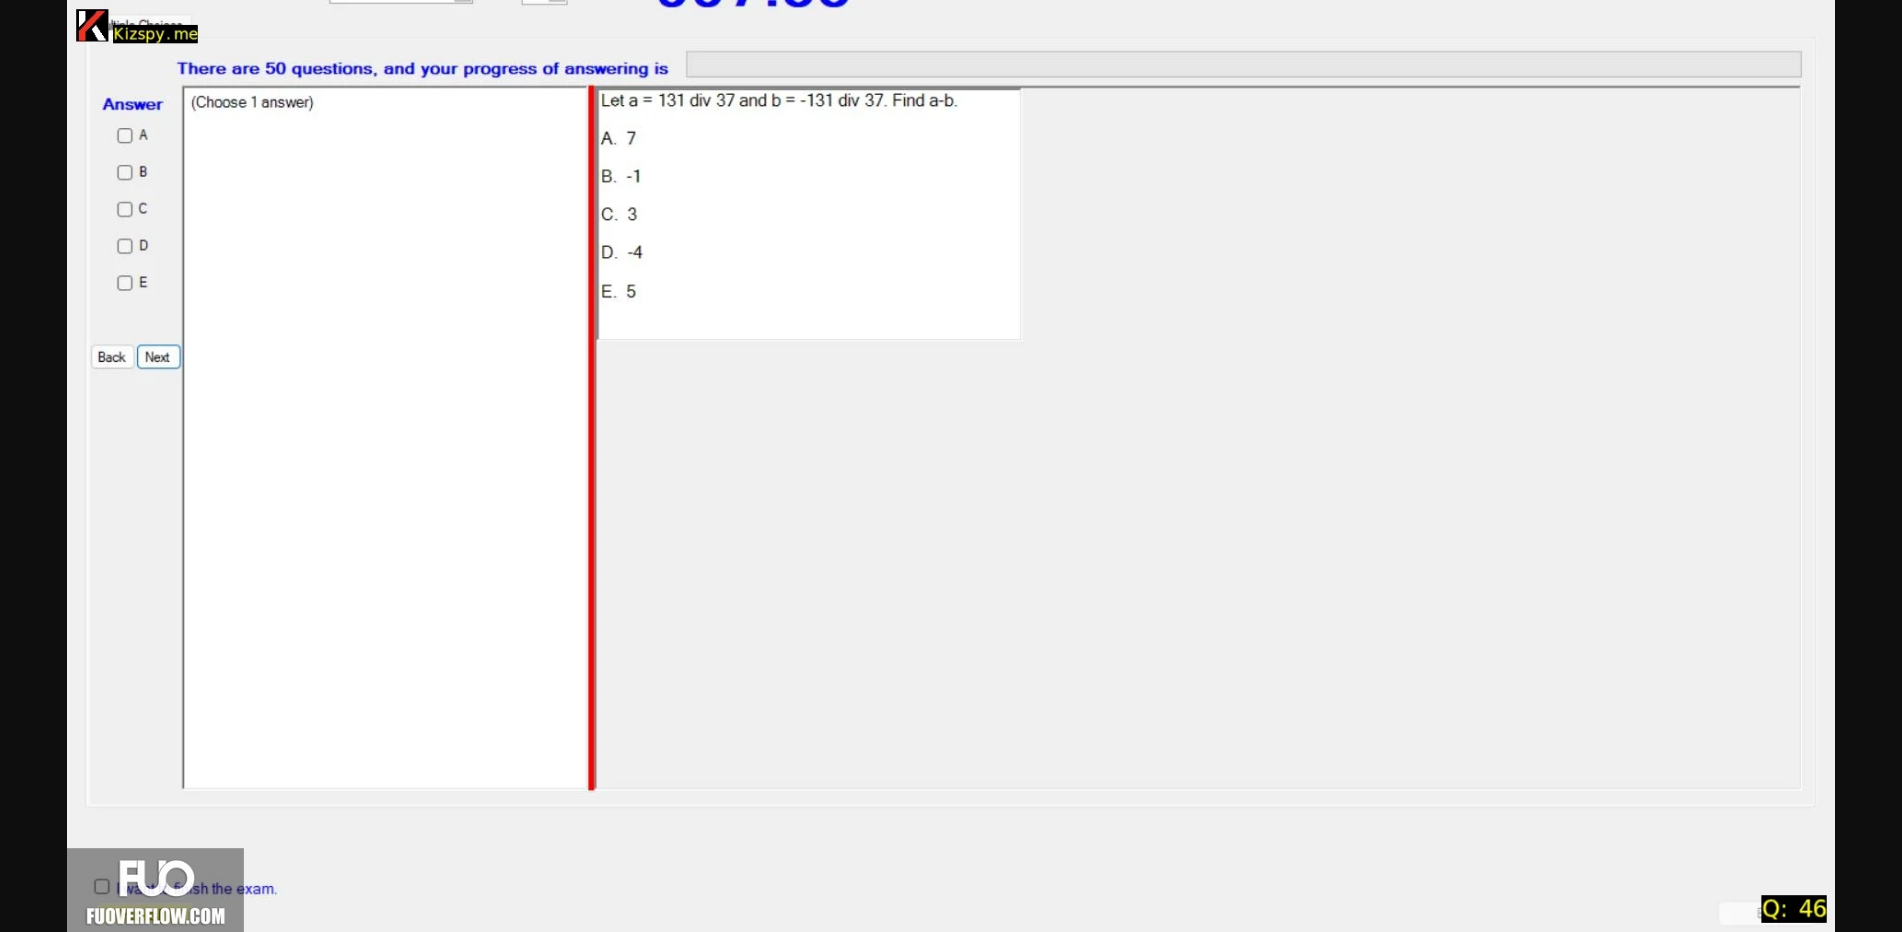 Kizspy.me
There are 50 questions, and your progress of answering is
Answer
(Choose 1 answer)
A
B
C
D
E
Back Next
Let a = 131 div 37 and b = -131 div 37. Find a-b.
A. 7
B. -1
C. 3
D. -4
E. 5
FUO
finish the exam.
FUOVERFLOW.COM
Q: 46